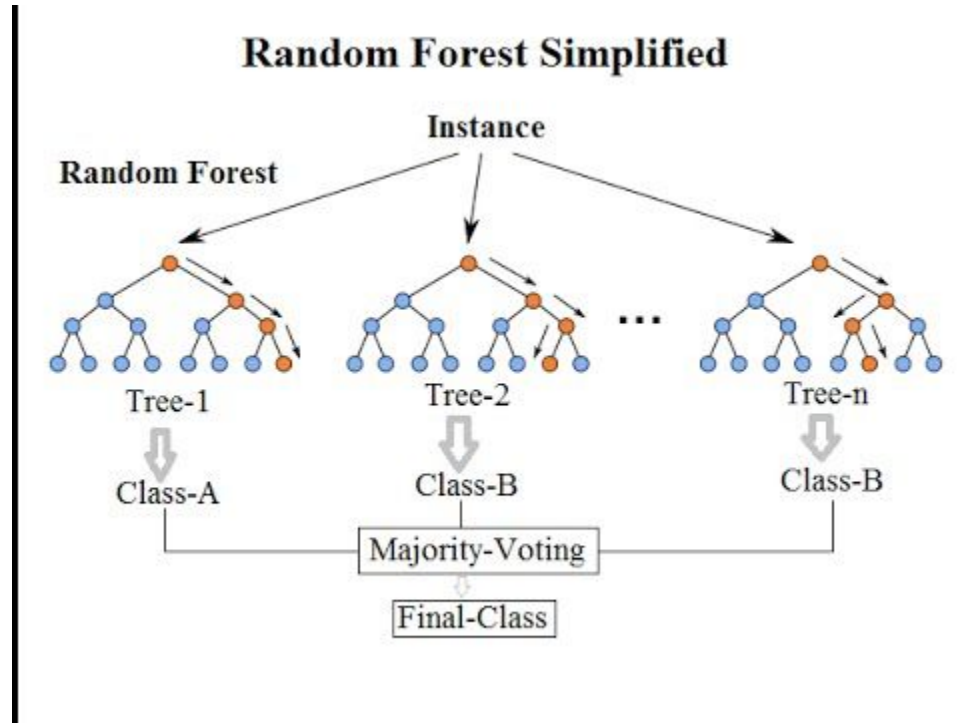 Random Forest Simplified
Instance
Random Forest
...
Tree-1
Tree-2
Tree-n
Class-A
Class-B
Class-B
Majority-Voting
Final-Class